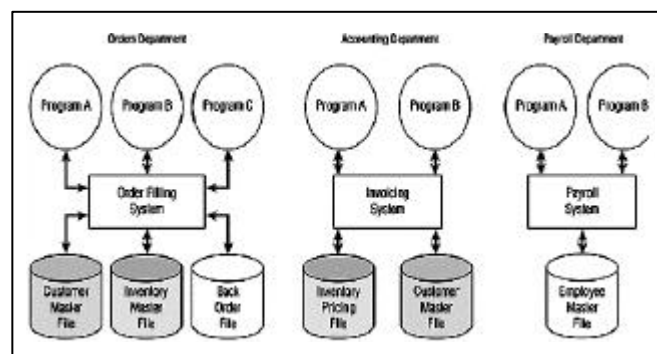 Orders Department
Accounting Department
Payroll Department
Program A
Program B
Program C
Program A
Program B
Program A
Program B
Order Filling
System
Invoicing
System
Payroll
System
Customer
Master
File
Inventory
Master
File
Back
Order
File
Inventory
Pricing
File
Customer
Master
File
Employee
Master
File